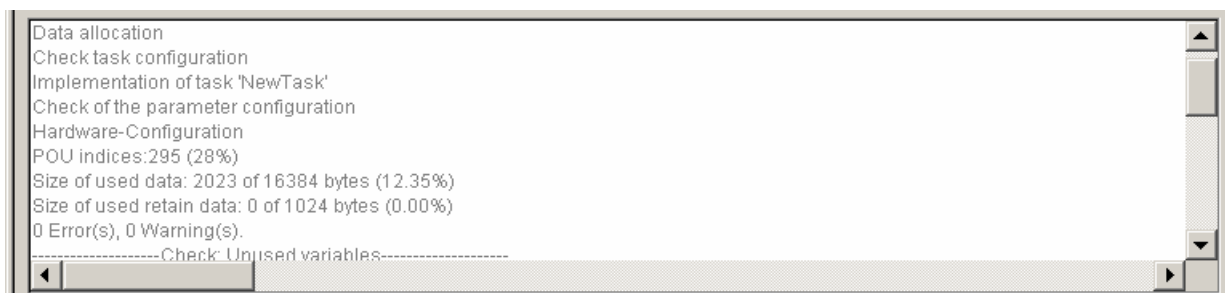 Data allocation
Check task configuration
Implementation of task 'NewTask'
Check of the parameter configuration
Hardware-Configuration
POU indices:295 (28%)
Size of used data: 2023 of 16384 bytes (12.35%)
Size of used retain data: 0 of 1024 bytes (0.00%)
0 Error(s), 0 Warning(s).
--------------------Check: Unused variables--------------------